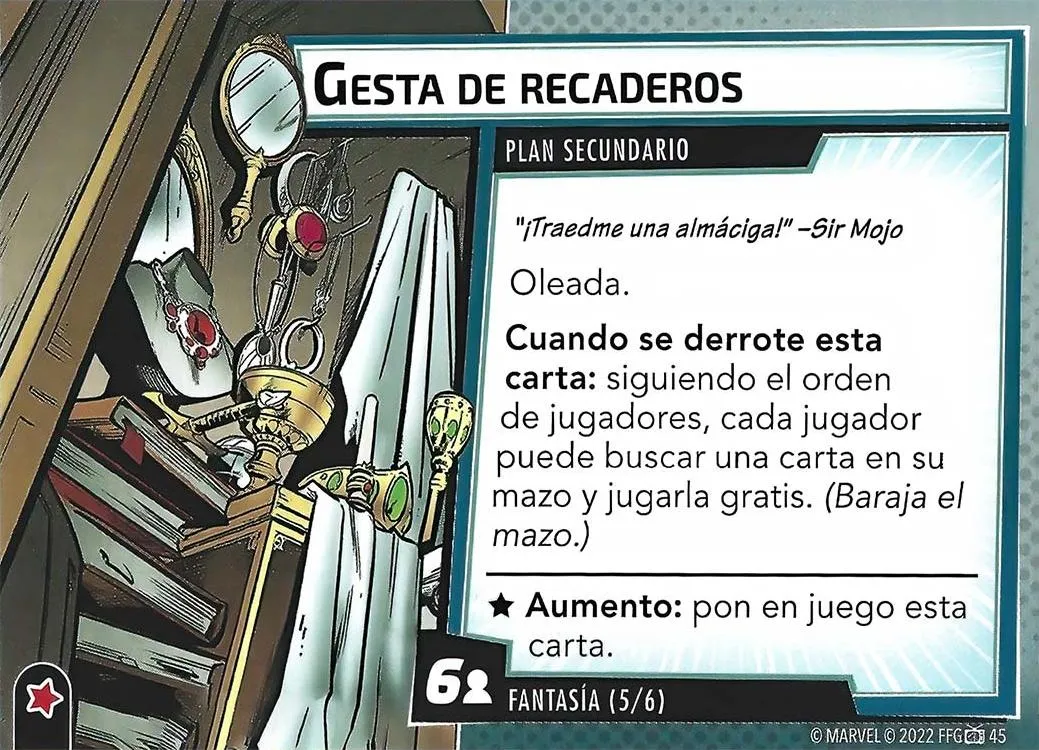 Gesta de recaderos
PLAN SECUNDARIO
"¡Traedme una almáciga!" –Sir Mojo
Oleada.
Cuando se derrote esta
carta: siguiendo el orden
de jugadores, cada jugador
puede buscar una carta en su
mazo y jugarla gratis. (Baraja el
mazo.)
★ Aumento: pon en juego esta
carta.
6
FANTASÍA (5/6)
© MARVEL © 2022 FFG 45